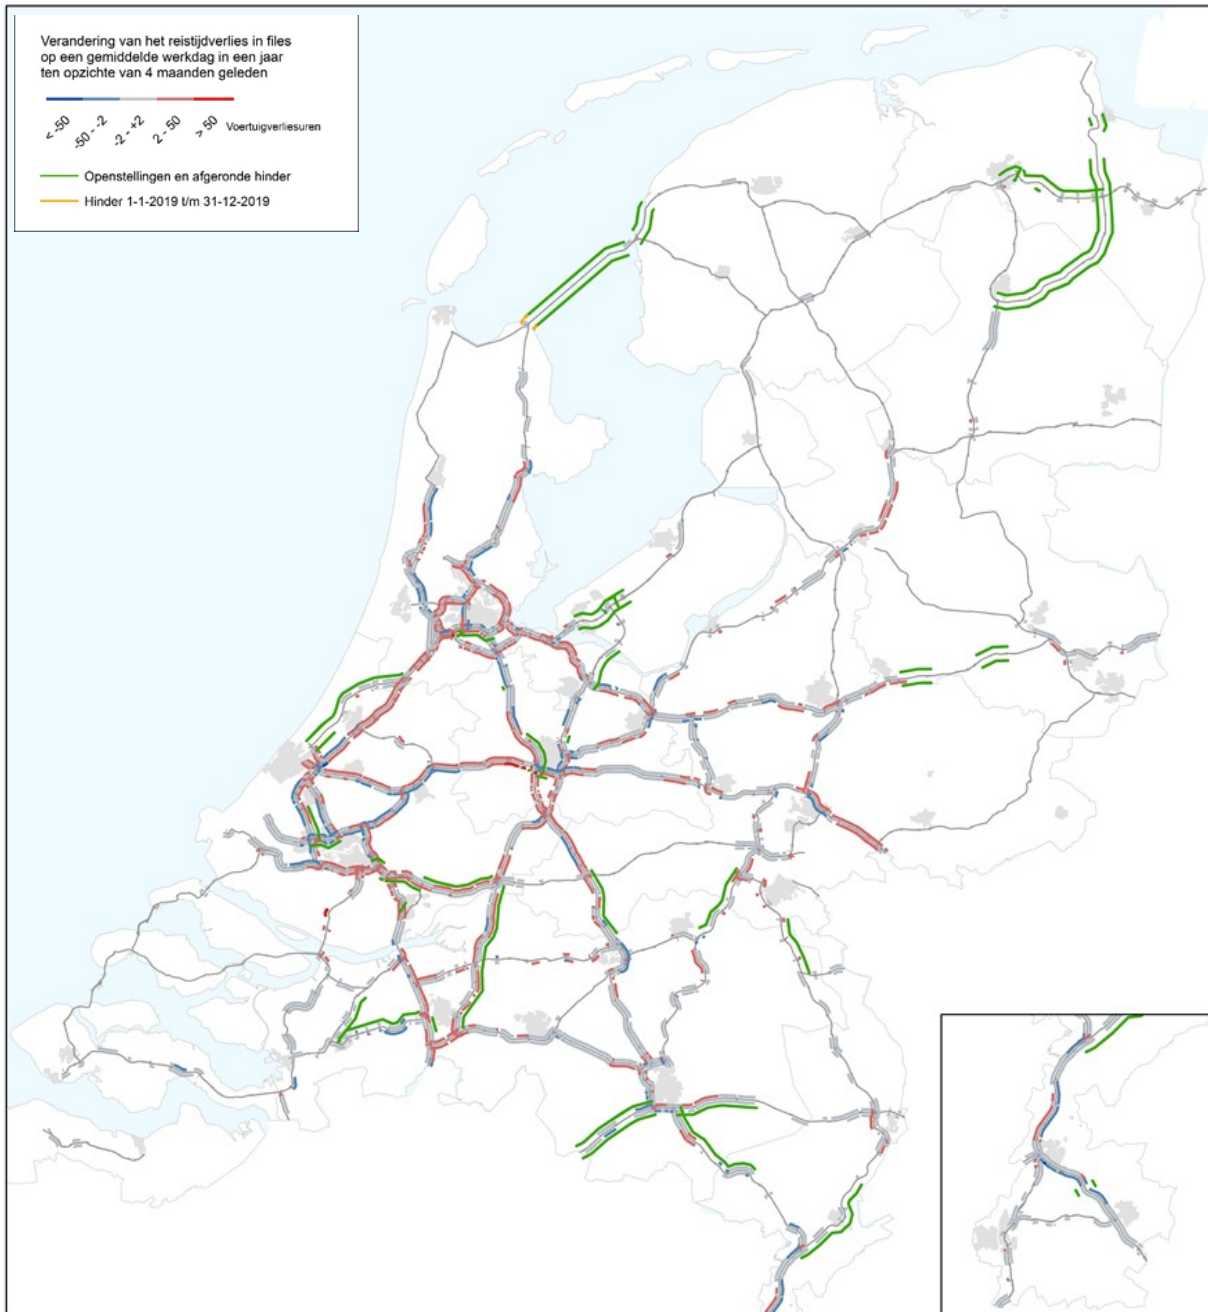 Verandering van het reistijdverlies in files
op een gemiddelde werkdag in een jaar
ten opzichte van 4 maanden geleden
< -50
-50 - -2
-2 - +2
2 - 50
> 50
Voertuigverliesuren
Openstellingen en afgeronde hinder
Hinder 1-1-2019 t/m 31-12-2019